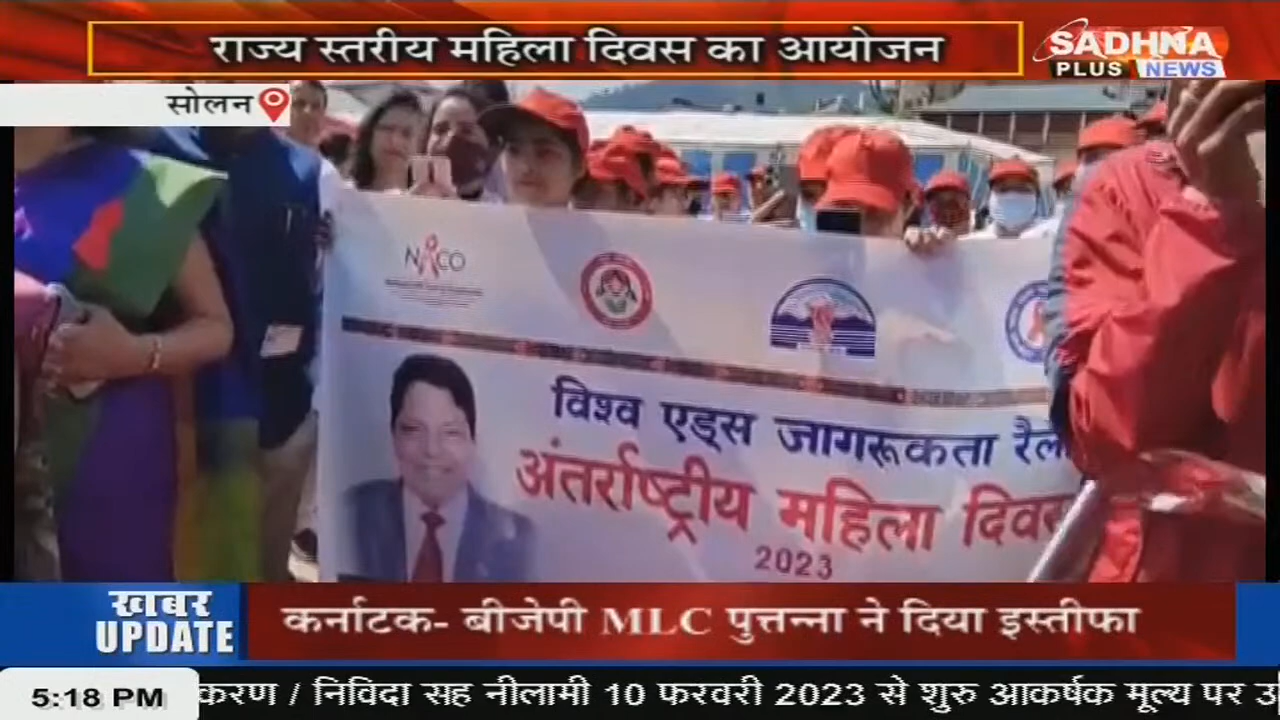 राज्य स्तरीय महिला दिवस का आयोजन
SADHNA
PLUS NEWS
सोलन
NACO
विश्व एड्स जागरूकता
अंतर्राष्ट्रीय महिला दिवस
2023
खबर
UPDATE
कर्नाटक- बीजेपी MLC पुत्तन्ना ने दिया इस्तीफा
5:18 PM
करण / निविदा सह नीलामी 10 फरवरी 2023 से शुरु आकर्षक मूल्य पर